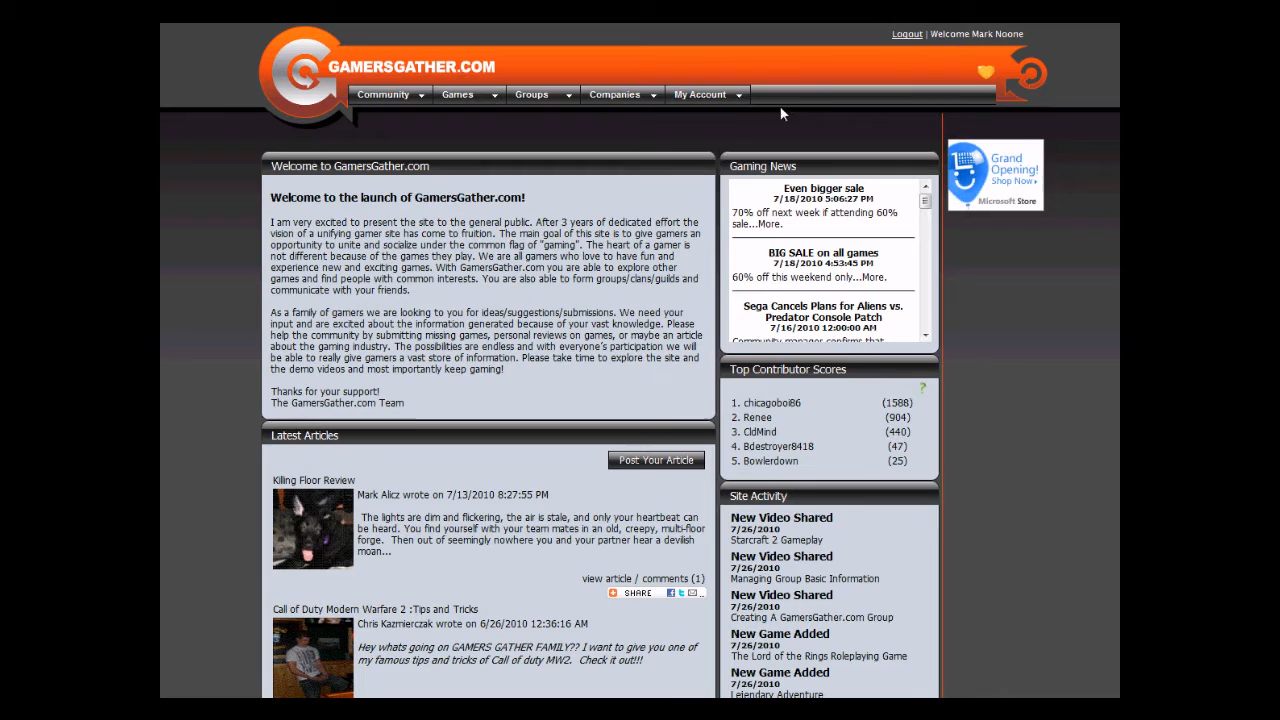 Logout | Welcome Mark Noone
GAMERSGATHER.COM
Community Games Groups Companies My Account
Welcome to GamersGather.com
Welcome to the launch of GamersGather.com!
I am very excited to present the site to the general public. After 3 years of dedicated effort the
vision of a unifying gamer site has come to fruition. The main goal of this site is to give gamers an
opportunity to unite and socialize under the common flag of "gaming". The heart of a gamer is
not different because of the games they play. We are all gamers who love to have fun and
experience new and exciting games. With GamersGather.com you are able to explore other
games and find people with common interests. You are also able to form groups/clans/guilds and
communicate with your friends.
As a family of gamers we are looking to you for ideas/suggestions/submissions. We need your
input and are excited about the information generated because of your vast knowledge. Please
help the community by submitting missing games, personal reviews on games, or maybe an article
about the gaming industry. The possibilities are endless and with everyone's participation we will
be able to really give gamers a vast store of information. Please take time to explore the site and
the demo videos and most importantly keep gaming!
Thanks for your support!
The GamersGather.com Team
Latest Articles
Post Your Article
Killing Floor Review
Mark Alicz wrote on 7/13/2010 8:27:55 PM
The lights are dim and flickering, the air is stale, and only your heartbeat can
be heard. You find yourself with your team mates in an old, creepy, multi-floor
forge. Then out of seemingly nowhere you and your partner hear a devilish
moan...
view article / comments (1)
SHARE
Call of Duty Modern Warfare 2 :Tips and Tricks
Chris Kazmierczak wrote on 6/26/2010 12:36:16 AM
Hey whats going on GAMERS GATHER FAMILY?? I want to give you one of
my famous tips and tricks of Call of duty MW2. Check it out!!!
Gaming News
Even bigger sale
7/18/2010 5:06:27 PM
70% off next week if attending 60%
sale...More.
BIG SALE on all games
7/18/2010 4:53:45 PM
60% off this weekend only...More.
Sega Cancels Plans for Aliens vs.
Predator Console Patch
7/16/2010 12:00:00 AM
Community manager confirms that
Top Contributor Scores
?
1. chicagoboi86 (1588)
2. Renee (904)
3. CldMind (440)
4. Bdestroyer8418 (47)
5. Bowlerdown (25)
Site Activity
New Video Shared
7/26/2010
Starcraft 2 Gameplay
New Video Shared
7/26/2010
Managing Group Basic Information
New Video Shared
7/26/2010
Creating A GamersGather.com Group
New Game Added
7/26/2010
The Lord of the Rings Roleplaying Game
New Game Added
7/26/2010
Lejendary Adventure
Grand
Opening!
Shop Now
Microsoft Store